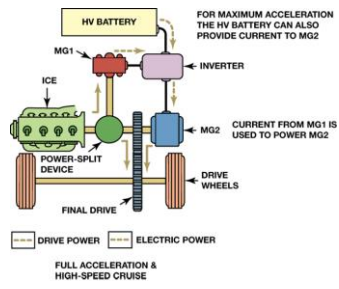 HV BATTERY
FOR MAXIMUM ACCELERATION
THE HV BATTERY CAN ALSO
PROVIDE CURRENT TO MG2
MG1
INVERTER
ICE
MG2
CURRENT FROM MG1 IS
USED TO POWER MG2
POWER-SPLIT
DEVICE
DRIVE
WHEELS
FINAL DRIVE
DRIVE POWER
ELECTRIC POWER
FULL ACCELERATION &
HIGH-SPEED CRUISE